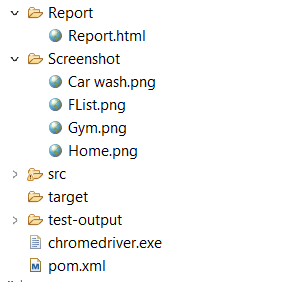 Report
Report.html
Screenshot
Car wash.png
FList.png
Gym.png
Home.png
src
target
test-output
chromedriver.exe
pom.xml